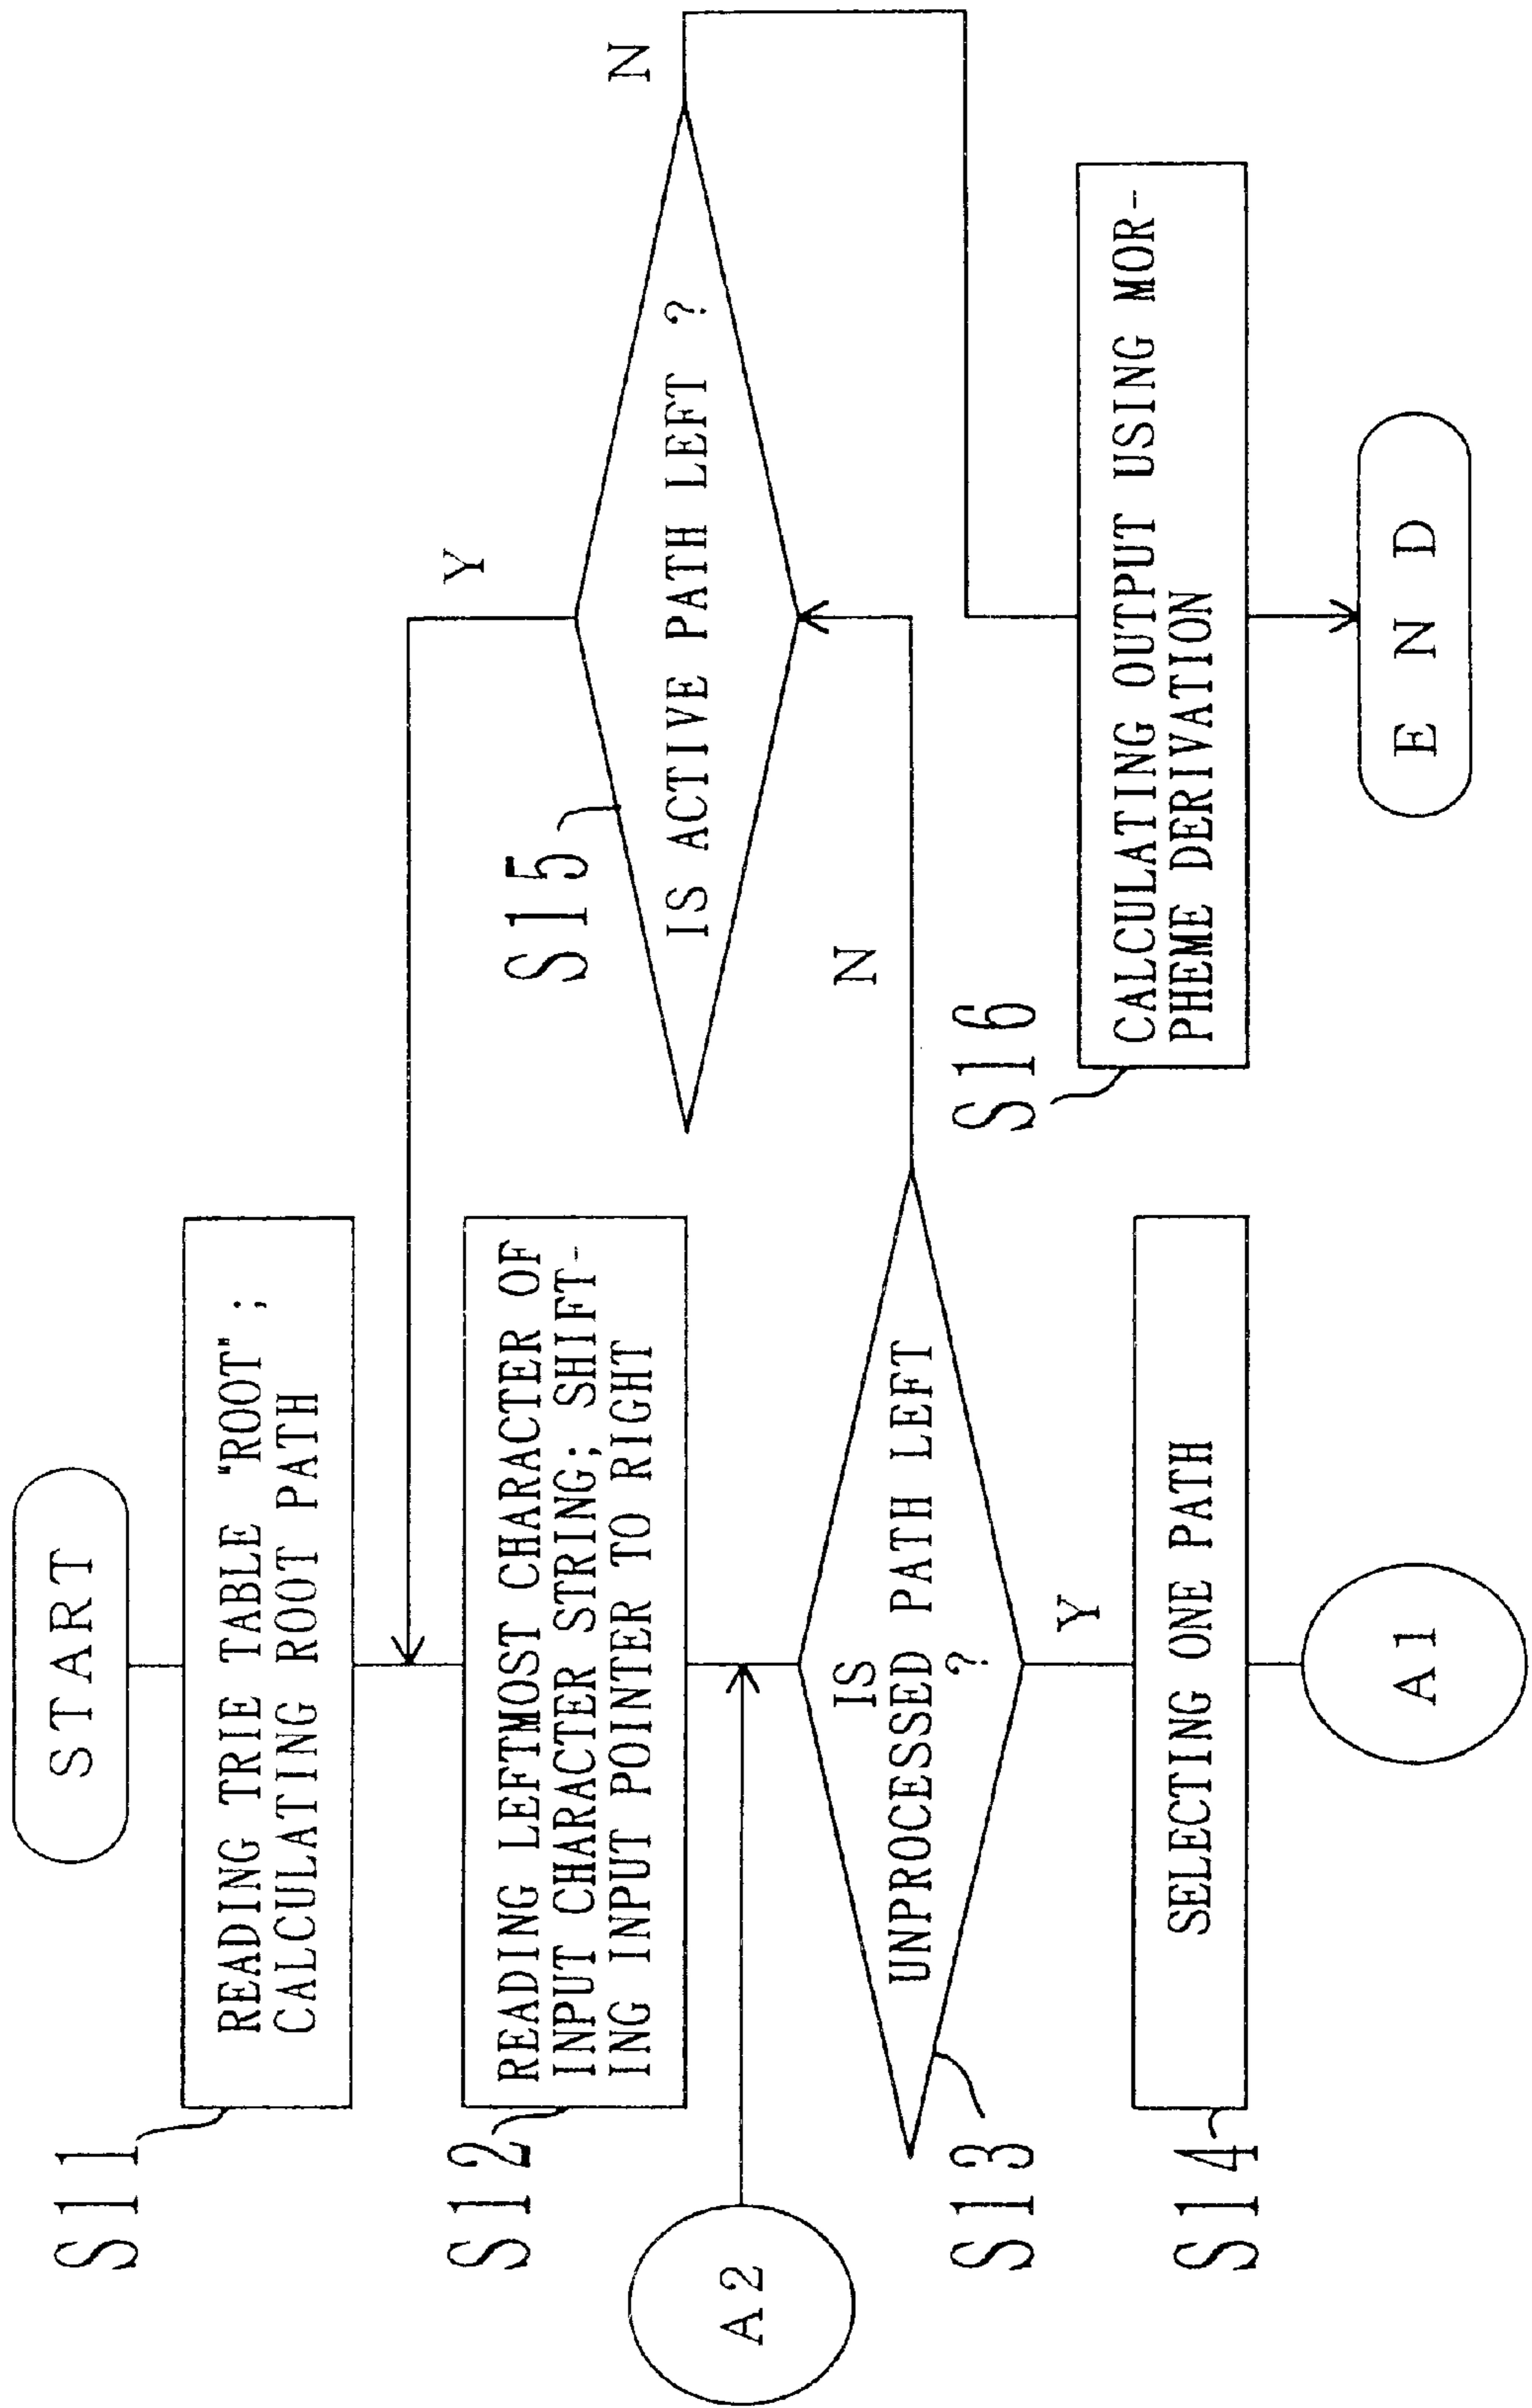 START
S11
READING TRIE TABLE "ROOT";
CALCULATING ROOT PATH
S12
READING LEFTMOST CHARACTER OF
INPUT CHARACTER STRING; SHIFT-
ING INPUT POINTER TO RIGHT
A2
S13
IS
UNPROCESSED PATH LEFT
?
Y
N
S14
SELECTING ONE PATH
A1
Y
S15
IS ACTIVE PATH LEFT ?
N
S16
CALCULATING OUTPUT USING MOR-
PHEME DERIVATION
END